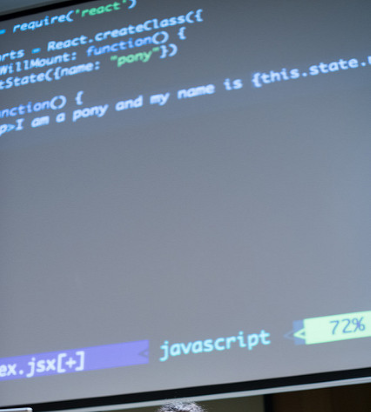 = require('react')
rts = React.createClass({
WillMount: function() {
tState({name: "pony"})
nction() {
p>I am a pony and my name is {this.state.
ex.jsx[+] javascript 72%